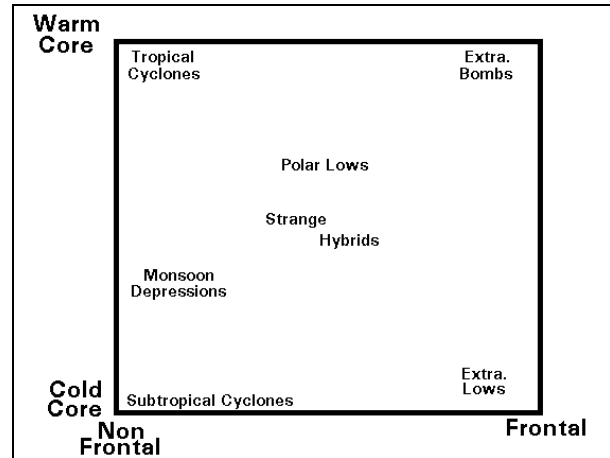 Warm
Core
Tropical
Cyclones
Extra.
Bombs
Polar Lows
Strange
Hybrids
Monsoon
Depressions
Extra.
Lows
Cold
Core
Subtropical Cyclones
Non
Frontal
Frontal